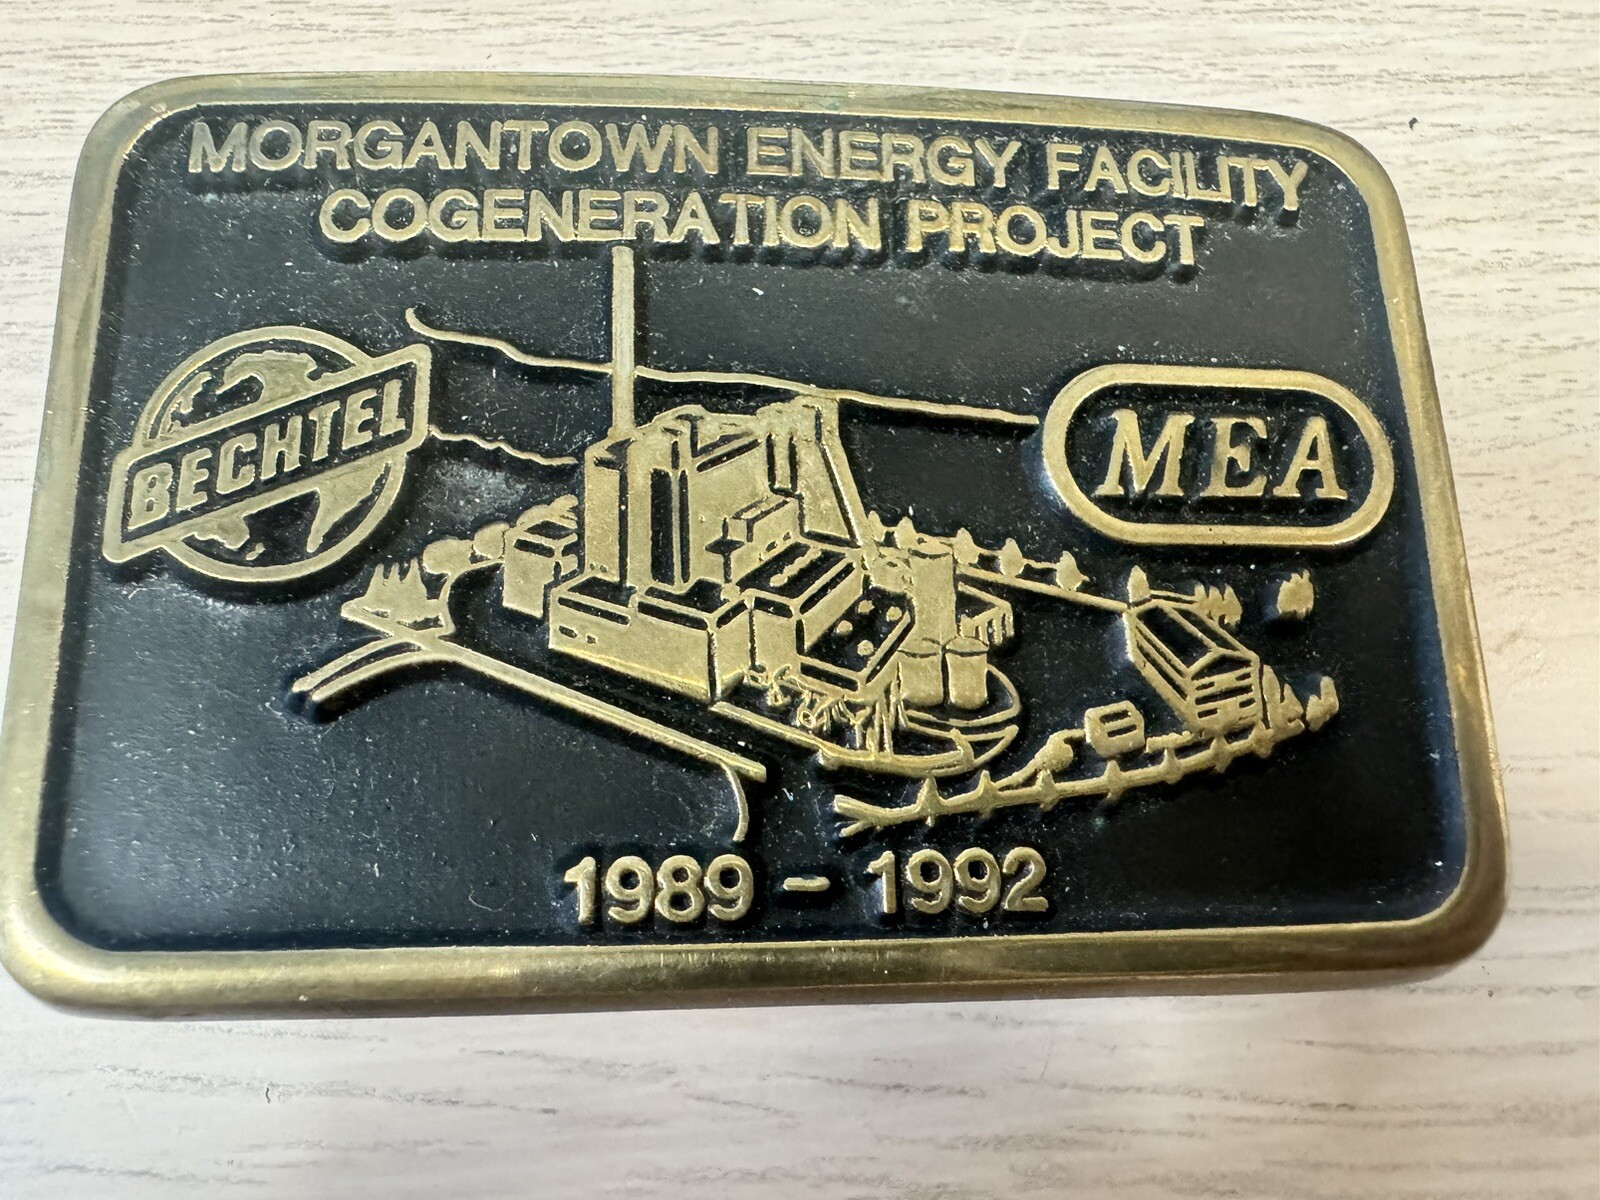 MORGANTOWN ENERGY FACILITY
COGENERATION PROJECT
BECHTEL
MEA
1989 – 1992